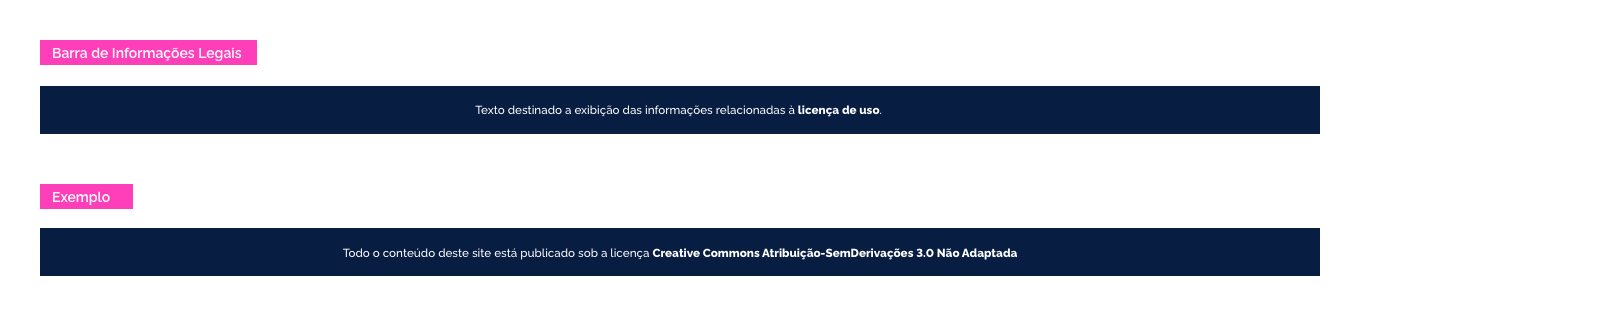 Barra de Informações Legais
Texto destinado a exibição das informações relacionadas à licença de uso.
Exemplo
Todo o conteúdo deste site está publicado sob a licença Creative Commons Atribuição-SemDerivações 3.0 Não Adaptada